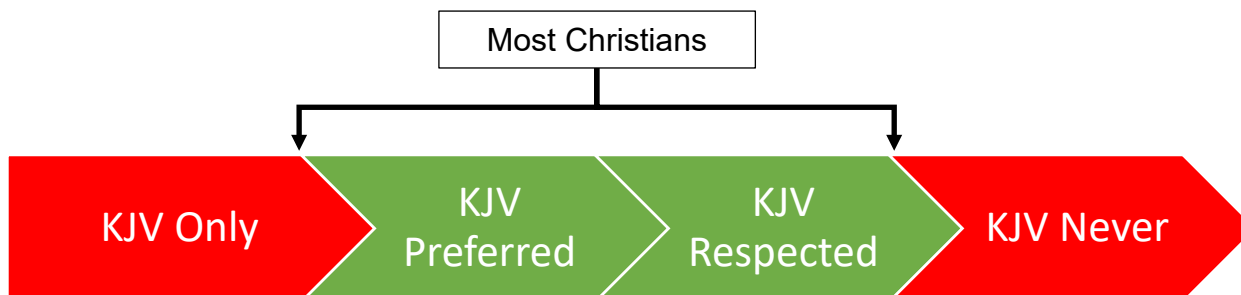 Most Christians
KJV Only
KJV
Preferred
KJV
Respected
KJV Never